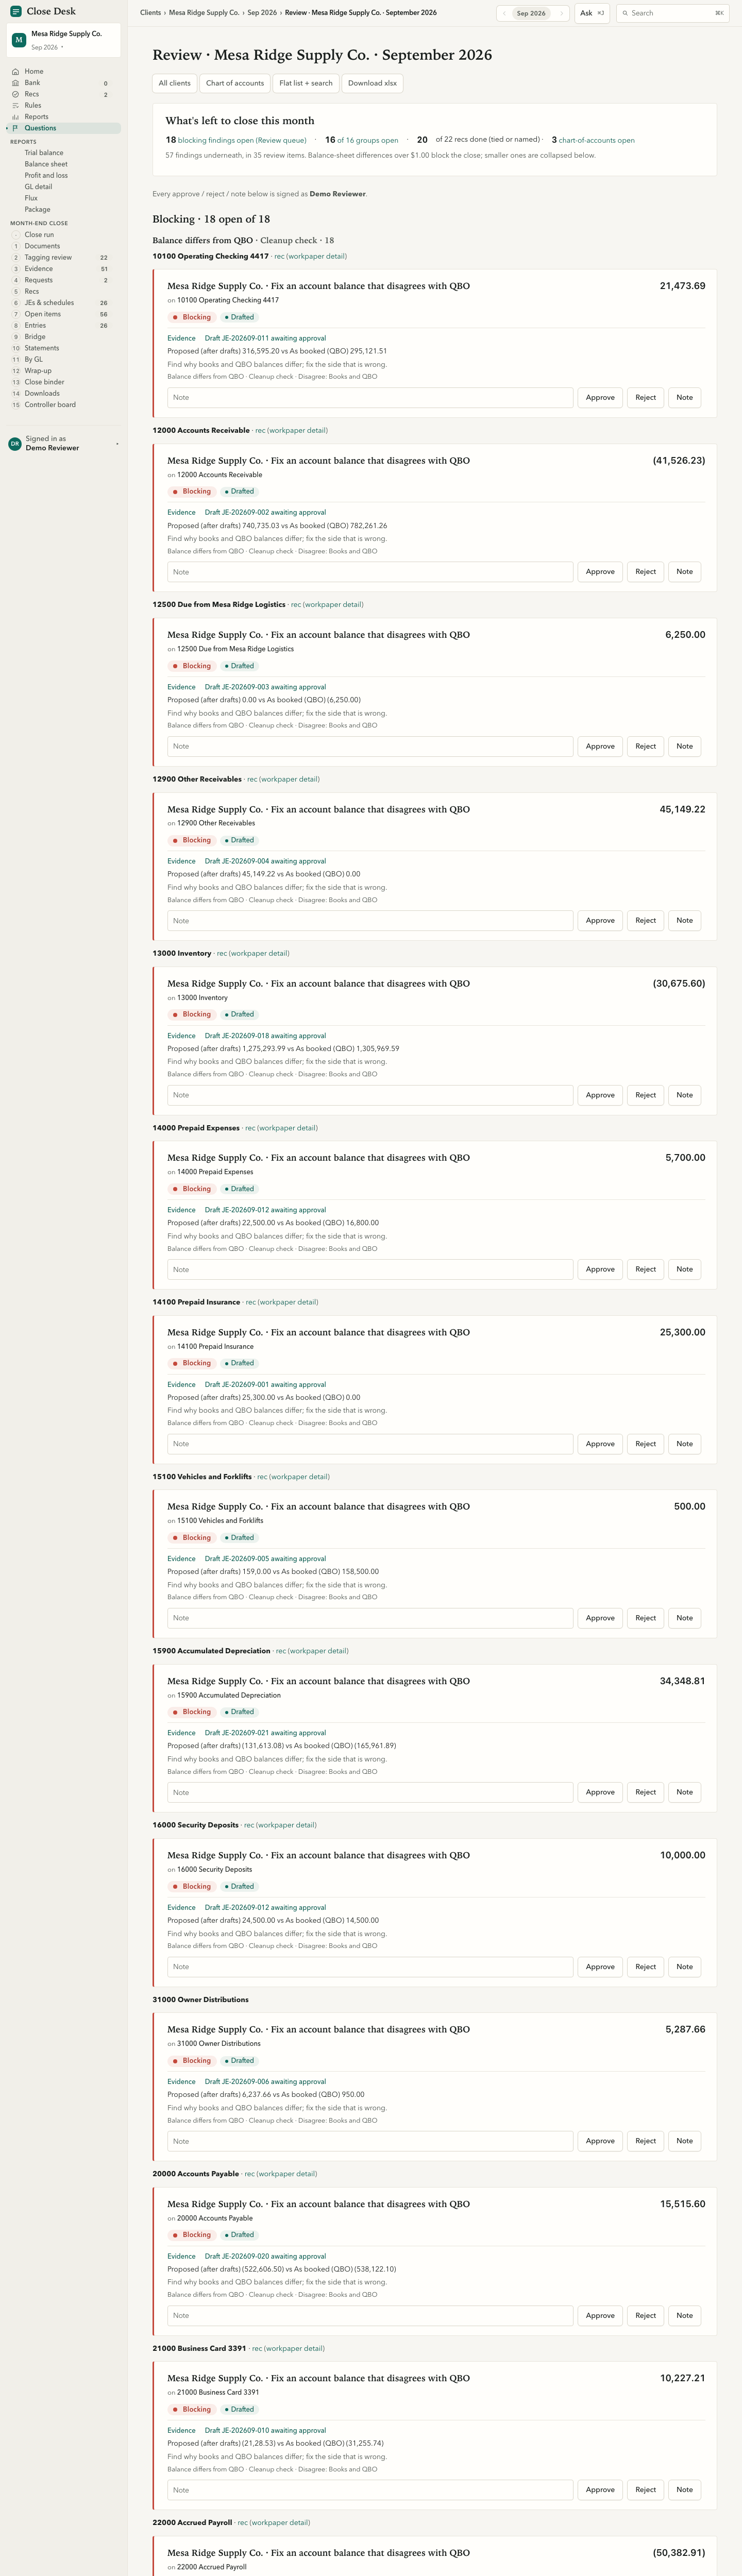 Close Desk
M
Mesa Ridge Supply Co.
Sep 2026
Home
Bank 0
Recs 2
Rules
Reports
Questions
REPORTS
Trial balance
Balance sheet
Profit and loss
GL detail
Flux
Package
MONTH-END CLOSE
Close run
1 Documents
2 Tagging review 22
3 Evidence 51
4 Requests 2
5 Recs
6 JEs & schedules 26
7 Open items 56
8 Entries 26
9 Bridge
10 Statements
11 By GL
12 Wrap-up
13 Close binder
14 Downloads
15 Controller board
DR
Signed in as
Demo Reviewer
Clients › Mesa Ridge Supply Co. › Sep 2026 › Review · Mesa Ridge Supply Co. · September 2026
‹ Sep 2026 ›
Ask ⌘J
Search ⌘K
Review · Mesa Ridge Supply Co. · September 2026
All clients
Chart of accounts
Flat list + search
Download xlsx
What's left to close this month
18 blocking findings open (Review queue) · 16 of 16 groups open · 20 of 22 recs done (tied or named) · 3 chart-of-accounts open
57 findings underneath, in 35 review items. Balance-sheet differences over $1.00 block the close; smaller ones are collapsed below.
Every approve / reject / note below is signed as Demo Reviewer.
Blocking · 18 open of 18
Balance differs from QBO · Cleanup check · 18
10100 Operating Checking 4417 · rec (workpaper detail)
Mesa Ridge Supply Co. · Fix an account balance that disagrees with QBO 21,473.69
on 10100 Operating Checking 4417
Blocking Drafted
Evidence Draft JE-202609-011 awaiting approval
Proposed (after drafts) 316,595.20 vs As booked (QBO) 295,121.51
Find why books and QBO balances differ; fix the side that is wrong.
Balance differs from QBO · Cleanup check · Disagree: Books and QBO
Note Approve Reject Note
12000 Accounts Receivable · rec (workpaper detail)
Mesa Ridge Supply Co. · Fix an account balance that disagrees with QBO (41,526.23)
on 12000 Accounts Receivable
Blocking Drafted
Evidence Draft JE-202609-002 awaiting approval
Proposed (after drafts) 740,735.03 vs As booked (QBO) 782,261.26
Find why books and QBO balances differ; fix the side that is wrong.
Balance differs from QBO · Cleanup check · Disagree: Books and QBO
Note Approve Reject Note
12500 Due from Mesa Ridge Logistics · rec (workpaper detail)
Mesa Ridge Supply Co. · Fix an account balance that disagrees with QBO 6,250.00
on 12500 Due from Mesa Ridge Logistics
Blocking Drafted
Evidence Draft JE-202609-003 awaiting approval
Proposed (after drafts) 0.00 vs As booked (QBO) (6,250.00)
Find why books and QBO balances differ; fix the side that is wrong.
Balance differs from QBO · Cleanup check · Disagree: Books and QBO
Note Approve Reject Note
12900 Other Receivables · rec (workpaper detail)
Mesa Ridge Supply Co. · Fix an account balance that disagrees with QBO 45,149.22
on 12900 Other Receivables
Blocking Drafted
Evidence Draft JE-202609-004 awaiting approval
Proposed (after drafts) 45,149.22 vs As booked (QBO) 0.00
Find why books and QBO balances differ; fix the side that is wrong.
Balance differs from QBO · Cleanup check · Disagree: Books and QBO
Note Approve Reject Note
13000 Inventory · rec (workpaper detail)
Mesa Ridge Supply Co. · Fix an account balance that disagrees with QBO (30,675.60)
on 13000 Inventory
Blocking Drafted
Evidence Draft JE-202609-018 awaiting approval
Proposed (after drafts) 1,275,293.99 vs As booked (QBO) 1,305,969.59
Find why books and QBO balances differ; fix the side that is wrong.
Balance differs from QBO · Cleanup check · Disagree: Books and QBO
Note Approve Reject Note
14000 Prepaid Expenses · rec (workpaper detail)
Mesa Ridge Supply Co. · Fix an account balance that disagrees with QBO 5,700.00
on 14000 Prepaid Expenses
Blocking Drafted
Evidence Draft JE-202609-012 awaiting approval
Proposed (after drafts) 22,500.00 vs As booked (QBO) 16,800.00
Find why books and QBO balances differ; fix the side that is wrong.
Balance differs from QBO · Cleanup check · Disagree: Books and QBO
Note Approve Reject Note
14100 Prepaid Insurance · rec (workpaper detail)
Mesa Ridge Supply Co. · Fix an account balance that disagrees with QBO 25,300.00
on 14100 Prepaid Insurance
Blocking Drafted
Evidence Draft JE-202609-001 awaiting approval
Proposed (after drafts) 25,300.00 vs As booked (QBO) 0.00
Find why books and QBO balances differ; fix the side that is wrong.
Balance differs from QBO · Cleanup check · Disagree: Books and QBO
Note Approve Reject Note
15100 Vehicles and Forklifts · rec (workpaper detail)
Mesa Ridge Supply Co. · Fix an account balance that disagrees with QBO 500.00
on 15100 Vehicles and Forklifts
Blocking Drafted
Evidence Draft JE-202609-005 awaiting approval
Proposed (after drafts) 159,0.00 vs As booked (QBO) 158,500.00
Find why books and QBO balances differ; fix the side that is wrong.
Balance differs from QBO · Cleanup check · Disagree: Books and QBO
Note Approve Reject Note
15900 Accumulated Depreciation · rec (workpaper detail)
Mesa Ridge Supply Co. · Fix an account balance that disagrees with QBO 34,348.81
on 15900 Accumulated Depreciation
Blocking Drafted
Evidence Draft JE-202609-021 awaiting approval
Proposed (after drafts) (131,613.08) vs As booked (QBO) (165,961.89)
Find why books and QBO balances differ; fix the side that is wrong.
Balance differs from QBO · Cleanup check · Disagree: Books and QBO
Note Approve Reject Note
16000 Security Deposits · rec (workpaper detail)
Mesa Ridge Supply Co. · Fix an account balance that disagrees with QBO 10,000.00
on 16000 Security Deposits
Blocking Drafted
Evidence Draft JE-202609-012 awaiting approval
Proposed (after drafts) 24,500.00 vs As booked (QBO) 14,500.00
Find why books and QBO balances differ; fix the side that is wrong.
Balance differs from QBO · Cleanup check · Disagree: Books and QBO
Note Approve Reject Note
31000 Owner Distributions
Mesa Ridge Supply Co. · Fix an account balance that disagrees with QBO 5,287.66
on 31000 Owner Distributions
Blocking Drafted
Evidence Draft JE-202609-006 awaiting approval
Proposed (after drafts) 6,237.66 vs As booked (QBO) 950.00
Find why books and QBO balances differ; fix the side that is wrong.
Balance differs from QBO · Cleanup check · Disagree: Books and QBO
Note Approve Reject Note
20000 Accounts Payable · rec (workpaper detail)
Mesa Ridge Supply Co. · Fix an account balance that disagrees with QBO 15,515.60
on 20000 Accounts Payable
Blocking Drafted
Evidence Draft JE-202609-020 awaiting approval
Proposed (after drafts) (522,606.50) vs As booked (QBO) (538,122.10)
Find why books and QBO balances differ; fix the side that is wrong.
Balance differs from QBO · Cleanup check · Disagree: Books and QBO
Note Approve Reject Note
21000 Business Card 3391 · rec (workpaper detail)
Mesa Ridge Supply Co. · Fix an account balance that disagrees with QBO 10,227.21
on 21000 Business Card 3391
Blocking Drafted
Evidence Draft JE-202609-010 awaiting approval
Proposed (after drafts) (21,28.53) vs As booked (QBO) (31,255.74)
Find why books and QBO balances differ; fix the side that is wrong.
Balance differs from QBO · Cleanup check · Disagree: Books and QBO
Note Approve Reject Note
22000 Accrued Payroll · rec (workpaper detail)
Mesa Ridge Supply Co. · Fix an account balance that disagrees with QBO (50,382.91)
on 22000 Accrued Payroll